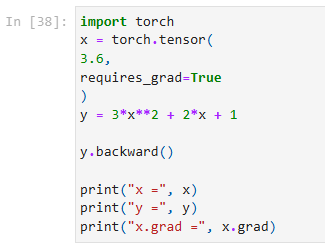 In [38]: import torch
x = torch.tensor(
3.6,
requires_grad=True
)
y = 3*x**2 + 2*x + 1

y.backward()

print("x =", x)
print("y =", y)
print("x.grad =", x.grad)